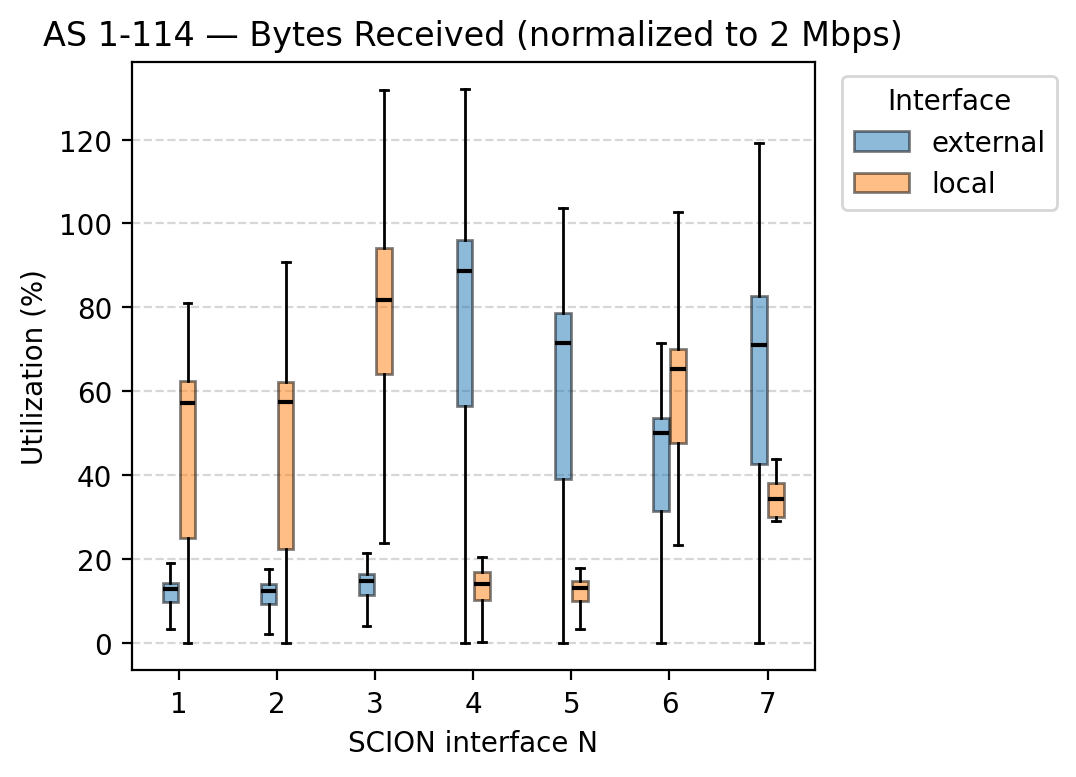 AS 1-114 — Bytes Received (normalized to 2 Mbps)
Interface
external
local
Utilization (%)
120
100
80
60
40
20
0
1 2 3 4 5 6 7
SCION interface N